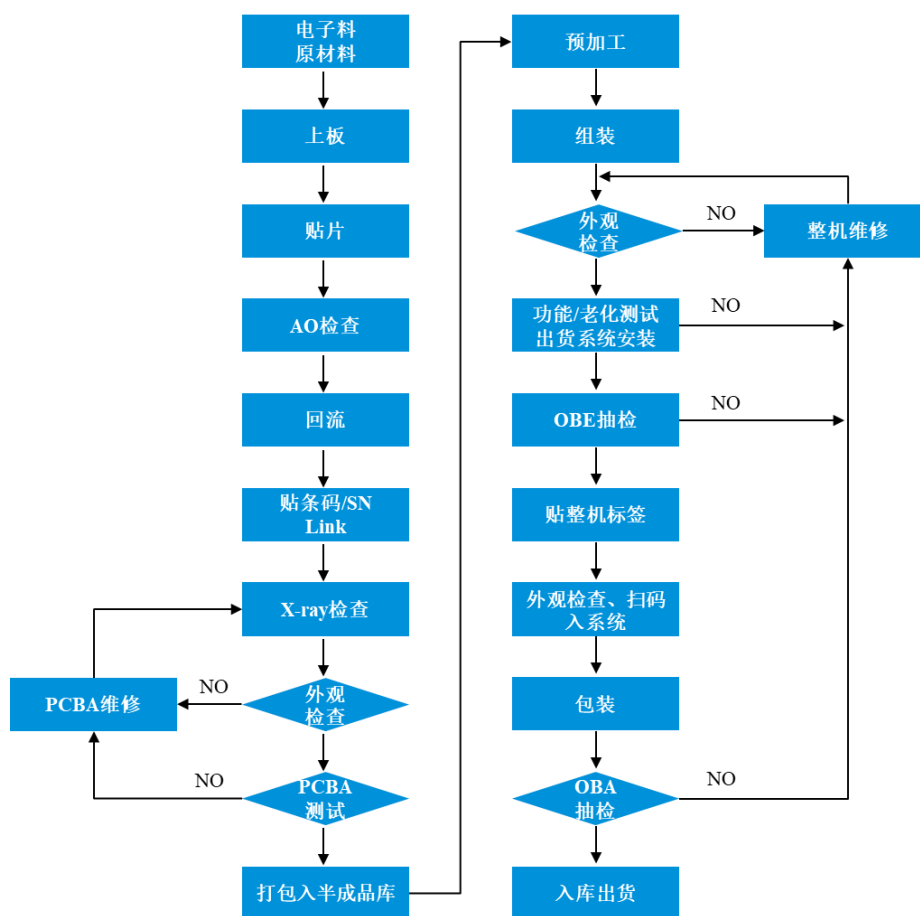 电子料
原材料
上板
贴片
AO检查
回流
贴条码/SN
Link
X-ray检查
PCBA维修
NO
外观
检查
NO
PCBA
测试
打包入半成品库
预加工
组装
外观
检查
NO
整机维修
功能/老化测试
出货系统安装
NO
OBE抽检
NO
贴整机标签
外观检查、扫码
入系统
包装
OBA
抽检
NO
入库出货